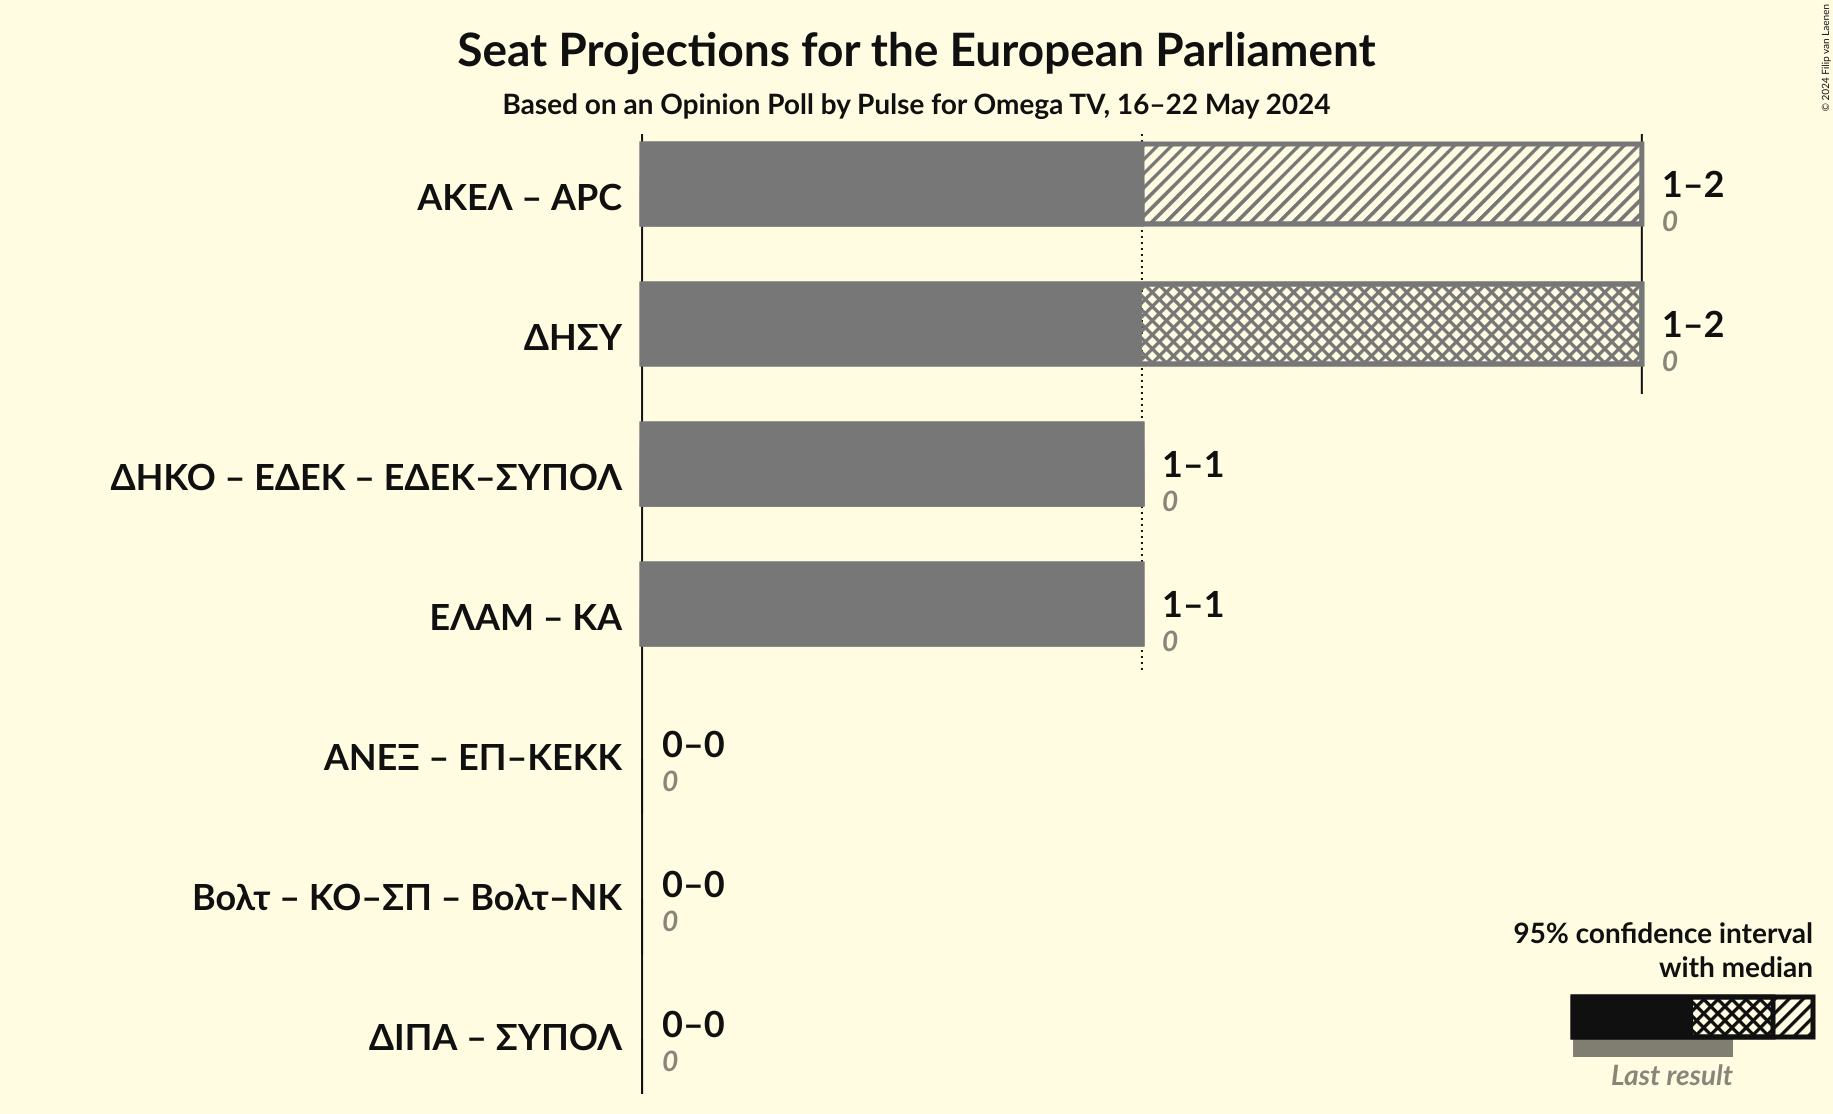 Seat Projections for the European Parliament
Based on an Opinion Poll by Pulse for Omega TV, 16–22 May 2024
© 2024 Filip van Laenen
ΑΚΕΛ – APC
1–2
0
ΔΗΣΥ
1–2
0
ΔΗΚΟ – ΕΔΕΚ – ΕΔΕΚ–ΣΥΠΟΛ
1–1
0
ΕΛΑΜ – ΚΑ
1–1
0
ΑΝΕΞ – ΕΠ–ΚΕΚΚ
0–0
0
Βολτ – ΚΟ–ΣΠ – Βολτ–ΝΚ
0–0
0
ΔΙΠΑ – ΣΥΠΟΛ
0–0
0
95% confidence interval
with median
Last result